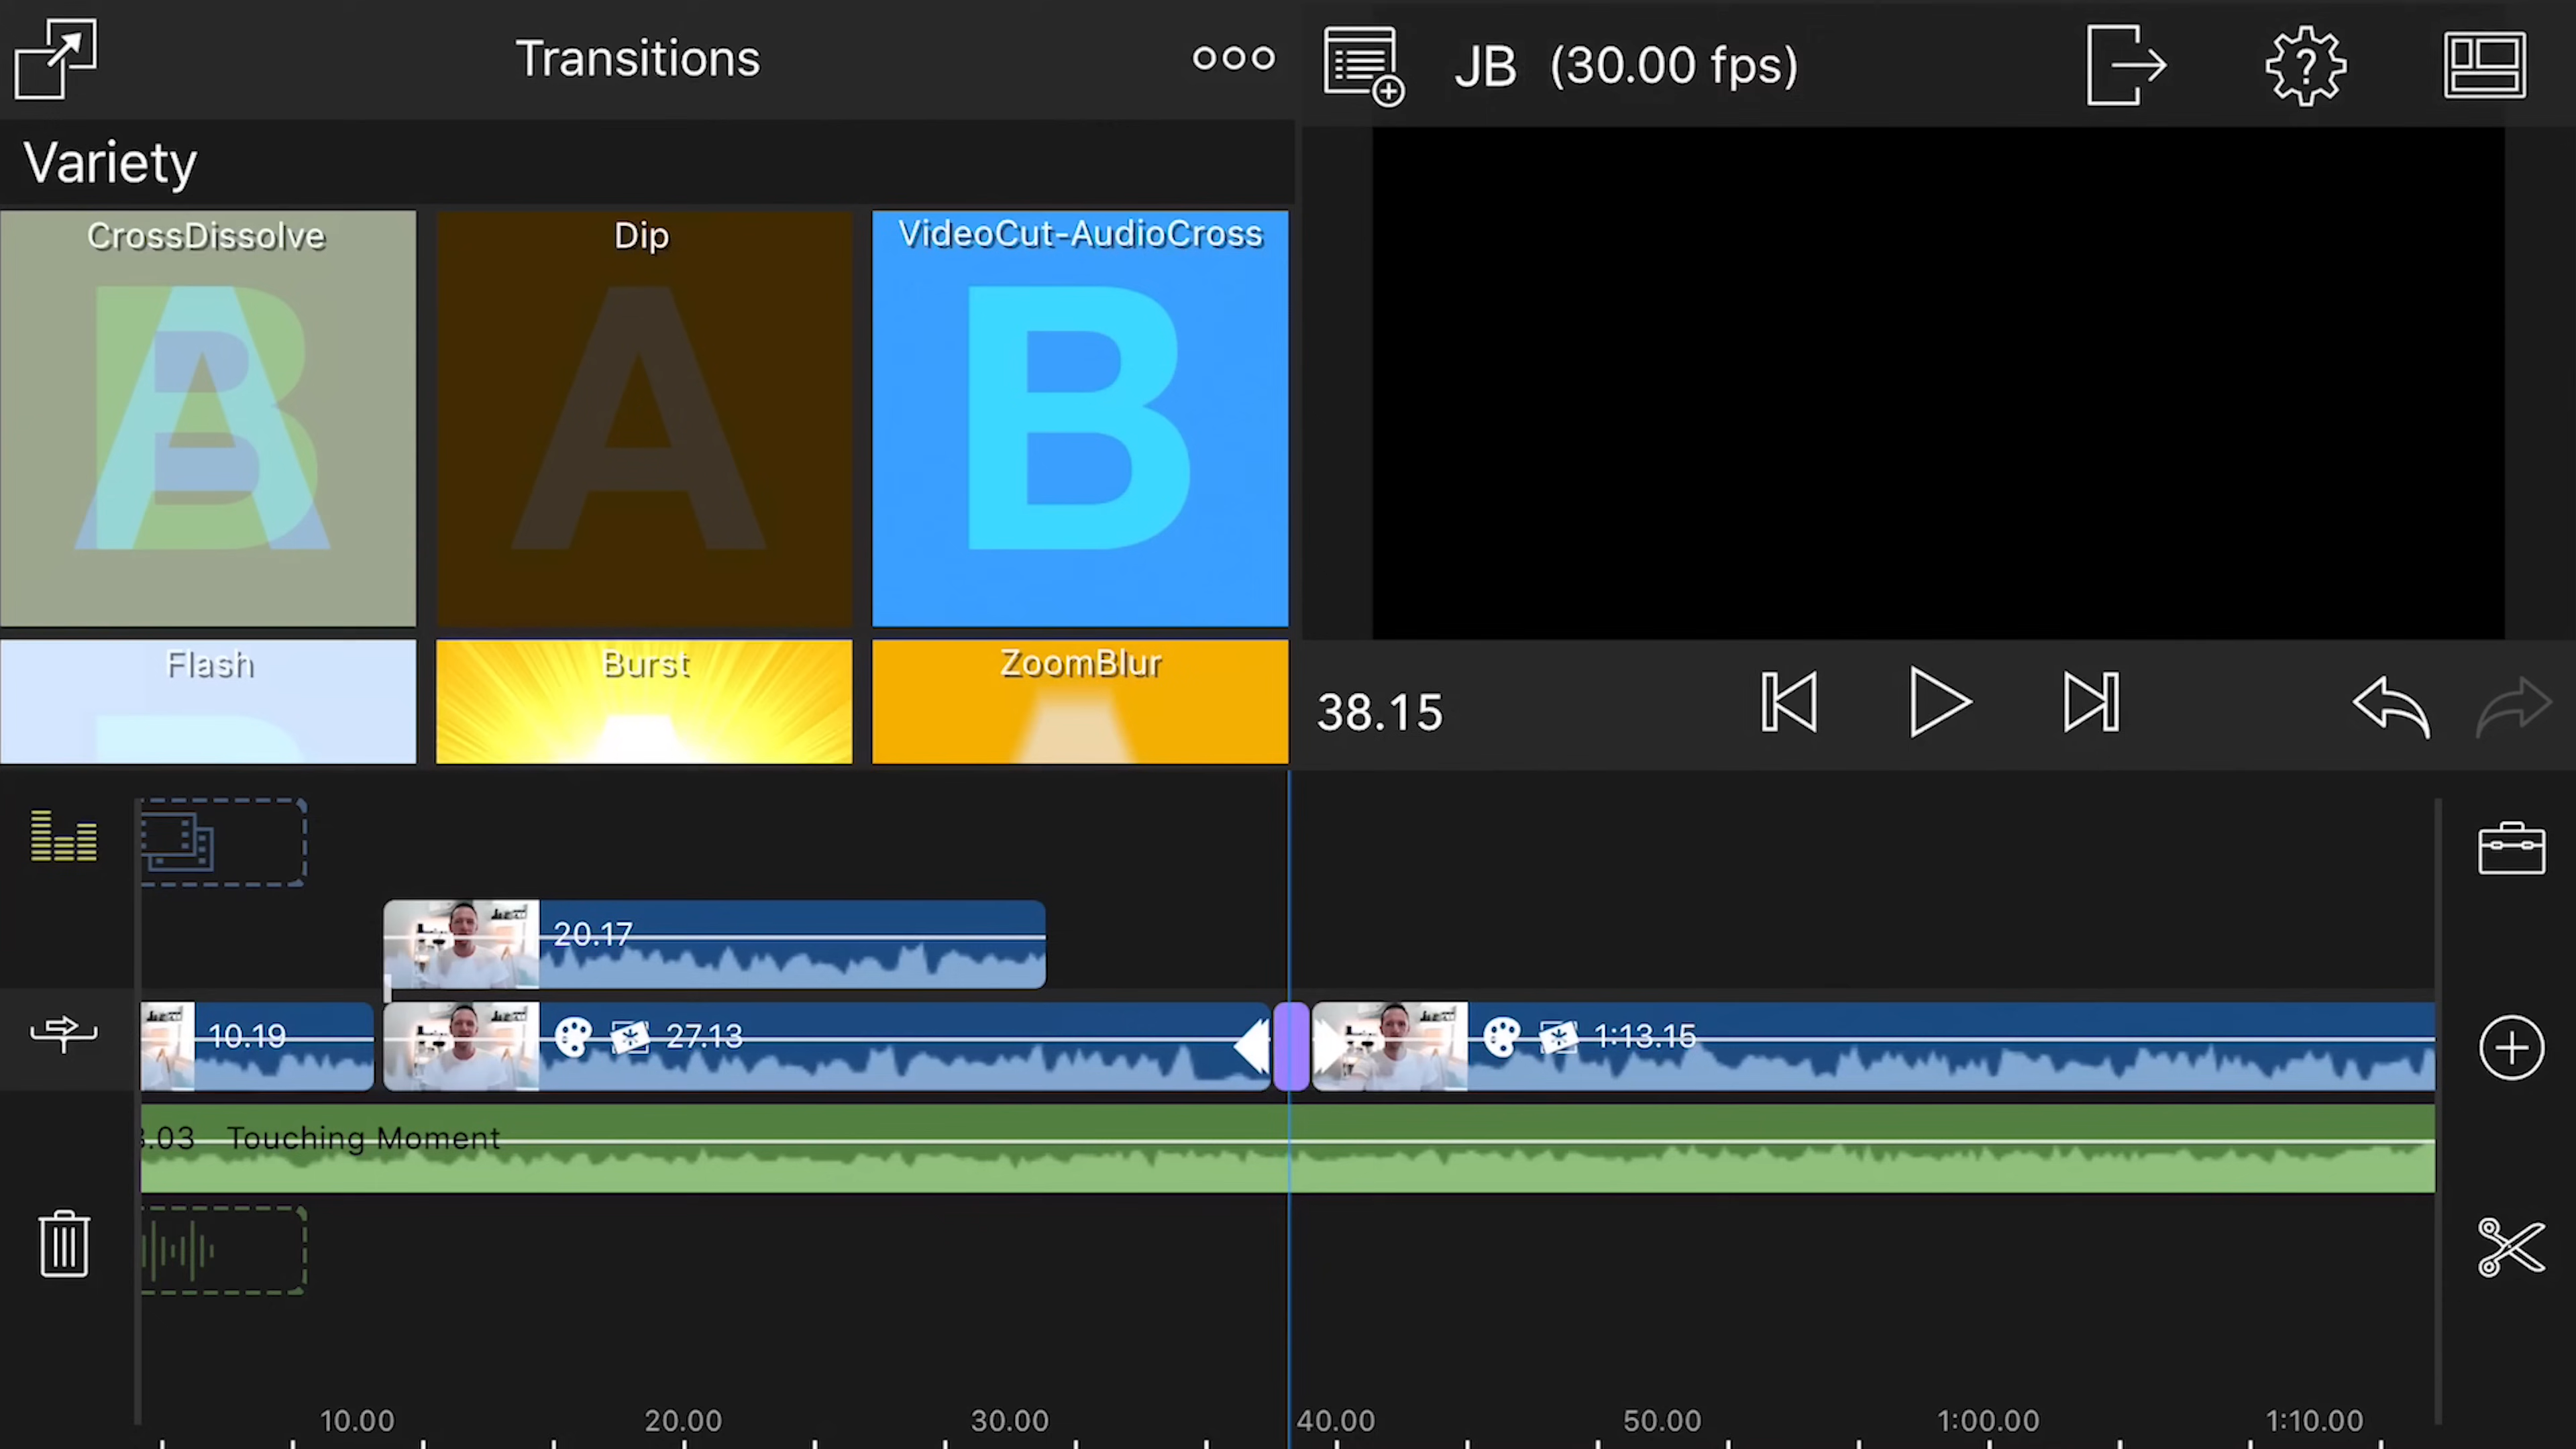 Transitions
JB (30.00 fps)
Variety
CrossDissolve
Dip
VideoCut-AudioCross
A
B
A
B
Flash
Burst
ZoomBlur
38.15
20.17
10.19
27.13
1:13.15
.03 Touching Moment
10.00 20.00 30.00 40.00 50.00 1:00.00 1:10.00